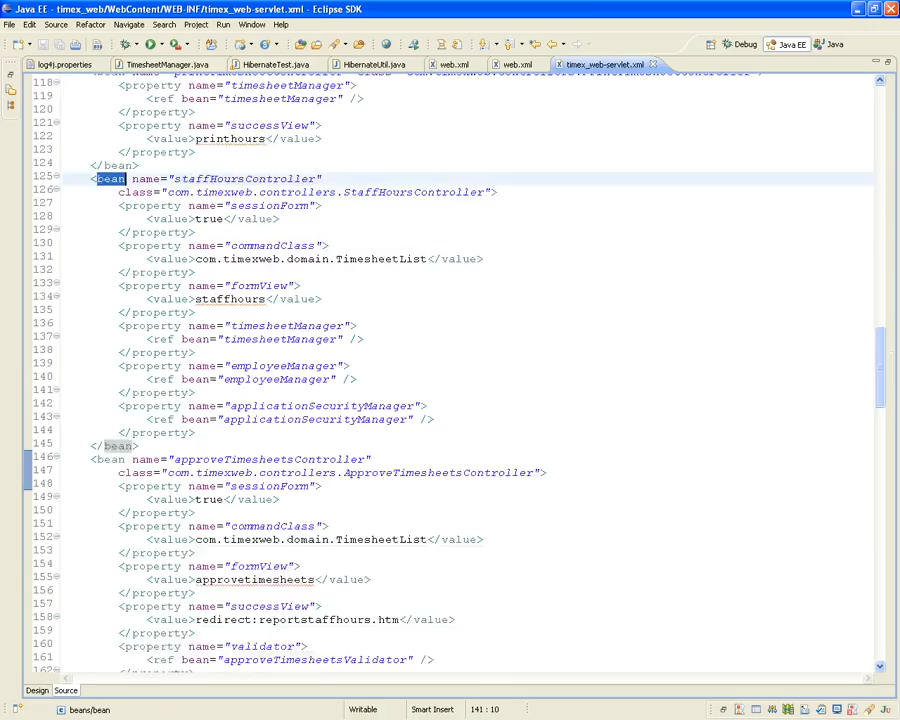 Java EE - timex_web/WebContent/WEB-INF/timex_web-servlet.xml - Eclipse SDK
File Edit Source Refactor Navigate Search Project Run Window Help
Debug Java EE Java
log4j.properties TimesheetManager.java HibernateTest.java HibernateUtil.java web.xml web.xml timex_web-servlet.xml
118 <property name="timesheetManager">
119 <ref bean="timesheetManager" />
120 </property>
121 <property name="successView">
122 <value>printhours</value>
123 </property>
124 </bean>
125 <bean name="staffHoursController"
126 class="com.timexweb.controllers.StaffHoursController">
127 <property name="sessionForm">
128 <value>true</value>
129 </property>
130 <property name="commandClass">
131 <value>com.timexweb.domain.TimesheetList</value>
132 </property>
133 <property name="formView">
134 <value>staffhours</value>
135 </property>
136 <property name="timesheetManager">
137 <ref bean="timesheetManager" />
138 </property>
139 <property name="employeeManager">
140 <ref bean="employeeManager" />
141 </property>
142 <property name="applicationSecurityManager">
143 <ref bean="applicationSecurityManager" />
144 </property>
145 </bean>
146 <bean name="approveTimesheetsController"
147 class="com.timexweb.controllers.ApproveTimesheetsController">
148 <property name="sessionForm">
149 <value>true</value>
150 </property>
151 <property name="commandClass">
152 <value>com.timexweb.domain.TimesheetList</value>
153 </property>
154 <property name="formView">
155 <value>approvetimesheets</value>
156 </property>
157 <property name="successView">
158 <value>redirect:reportstaffhours.htm</value>
159 </property>
160 <property name="validator">
161 <ref bean="approveTimesheetsValidator" />
162
Design Source
beans/bean Writable Smart Insert 141 : 10